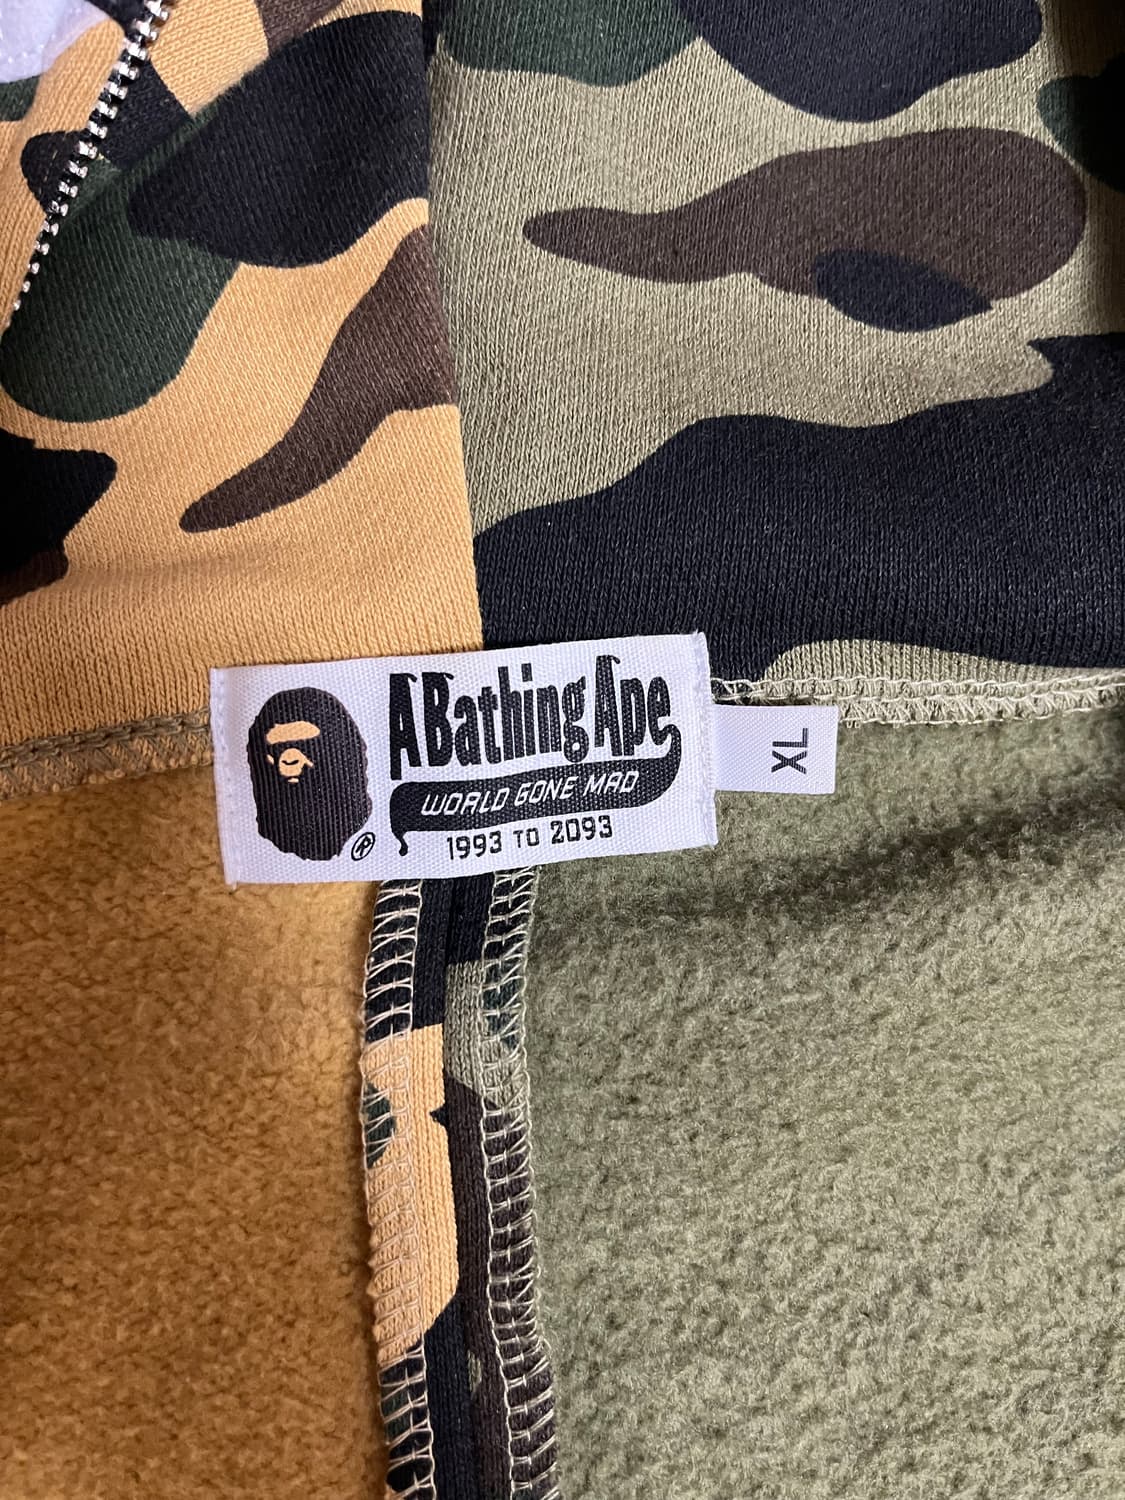 A Bathing Ape
WORLD GONE MAD
1993 TO 2093
®
XL